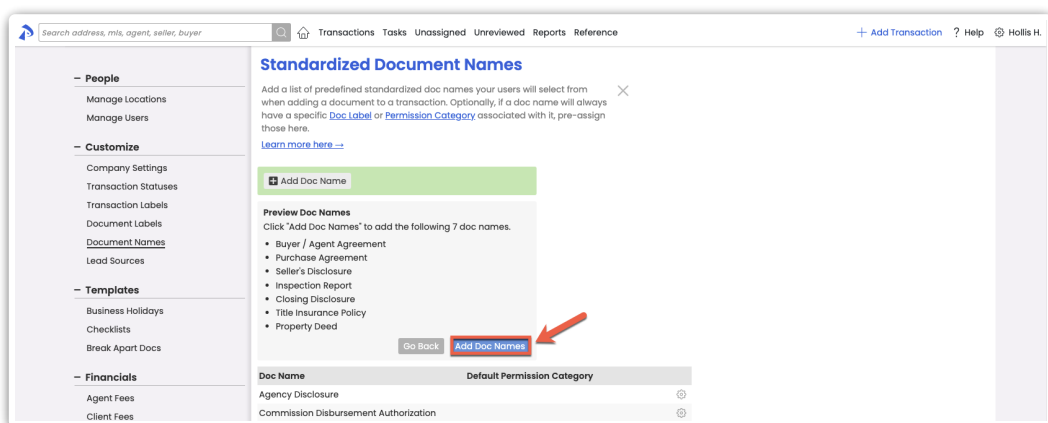 Search address, mls, agent, seller, buyer
Transactions Tasks Unassigned Unreviewed Reports Reference
+ Add Transaction ? Help Hollis H.
– People
Manage Locations
Manage Users
– Customize
Company Settings
Transaction Statuses
Transaction Labels
Document Labels
Document Names
Lead Sources
– Templates
Business Holidays
Checklists
Break Apart Docs
– Financials
Agent Fees
Client Fees
Standardized Document Names
Add a list of predefined standardized doc names your users will select from
when adding a document to a transaction. Optionally, if a doc name will always
have a specific Doc Label or Permission Category associated with it, pre-assign
those here.
Learn more here →
Add Doc Name
Preview Doc Names
Click "Add Doc Names" to add the following 7 doc names.
• Buyer / Agent Agreement
• Purchase Agreement
• Seller's Disclosure
• Inspection Report
• Closing Disclosure
• Title Insurance Policy
• Property Deed
Go Back Add Doc Names
Doc Name Default Permission Category
Agency Disclosure
Commission Disbursement Authorization